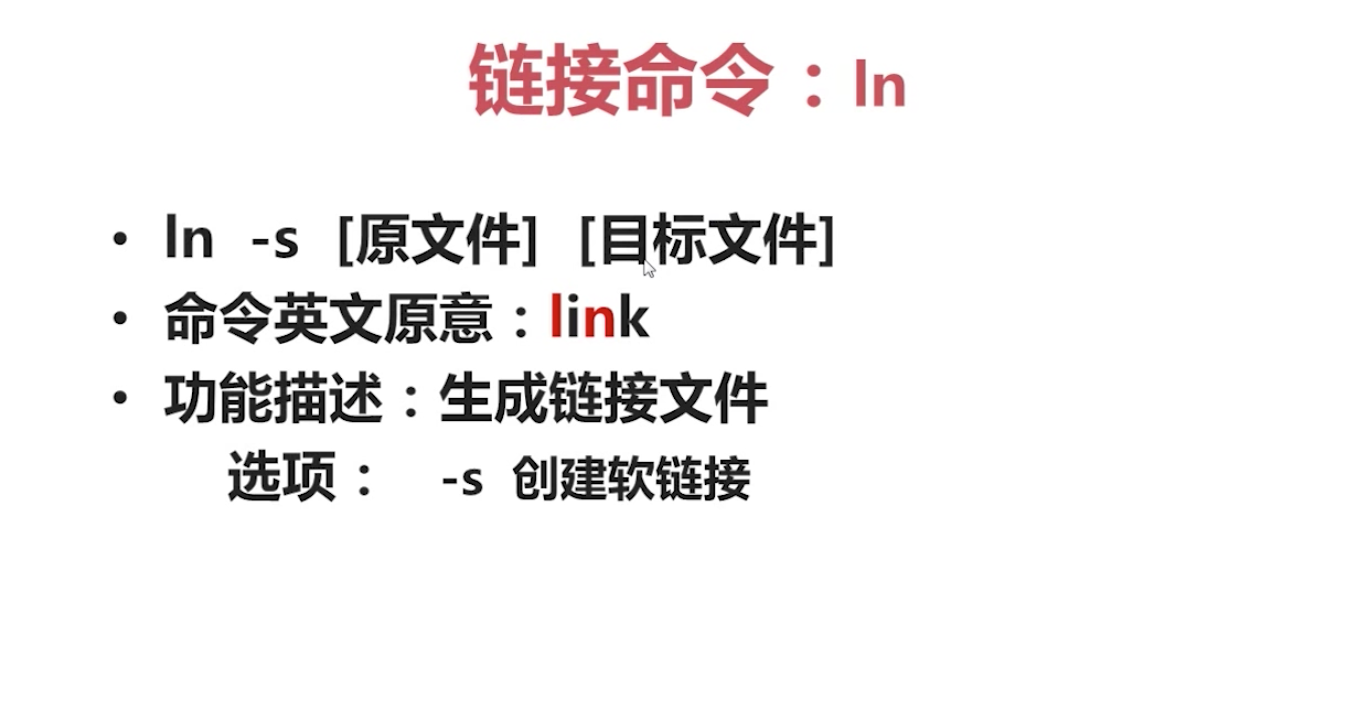 链接命令：ln
• ln -s [原文件] [目标文件]
• 命令英文原意：link
• 功能描述：生成链接文件
选项： -s 创建软链接